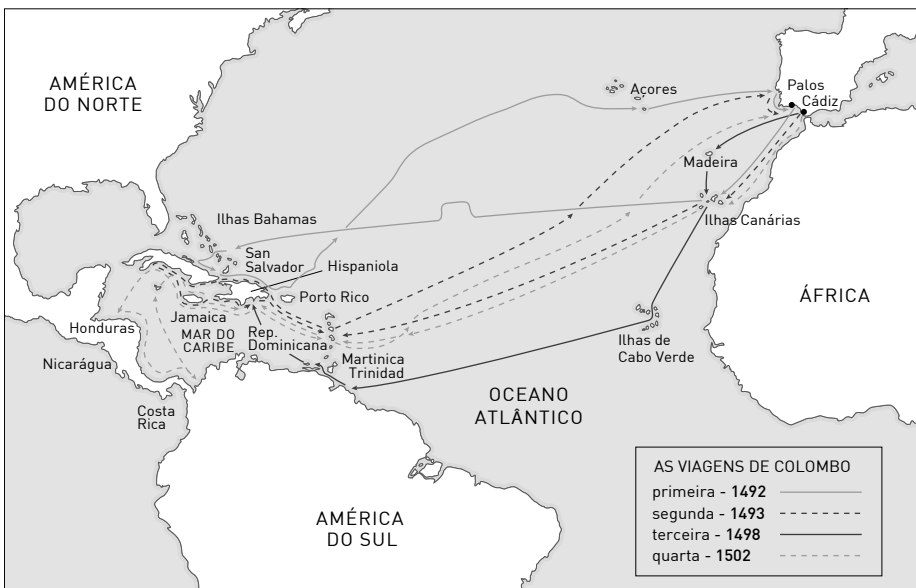 AMÉRICA
DO NORTE
Açores
Palos
Cádiz
Madeira
Ilhas Canárias
Ilhas Bahamas
San
Salvador
Hispaniola
Porto Rico
ÁFRICA
Honduras
Jamaica
MAR DO
CARIBE
Rep.
Dominicana
Nicarágua
Martinica
Trinidad
Ilhas de
Cabo Verde
Costa
Rica
OCEANO
ATLÂNTICO
AMÉRICA
DO SUL
AS VIAGENS DE COLOMBO
primeira - 1492
segunda - 1493
terceira - 1498
quarta - 1502